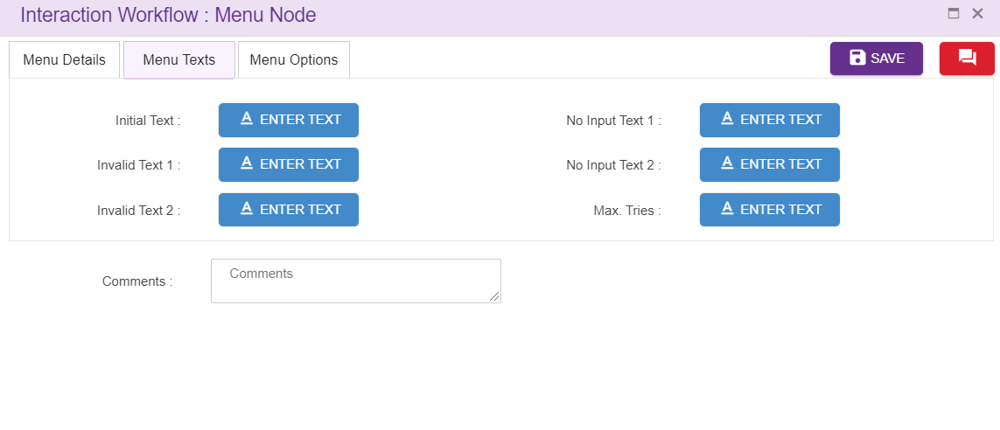 Interaction Workflow : Menu Node
Menu Details
Menu Texts
Menu Options
SAVE
Initial Text :
ENTER TEXT
No Input Text 1 :
ENTER TEXT
Invalid Text 1 :
ENTER TEXT
No Input Text 2 :
ENTER TEXT
Invalid Text 2 :
ENTER TEXT
Max. Tries :
ENTER TEXT
Comments :
Comments